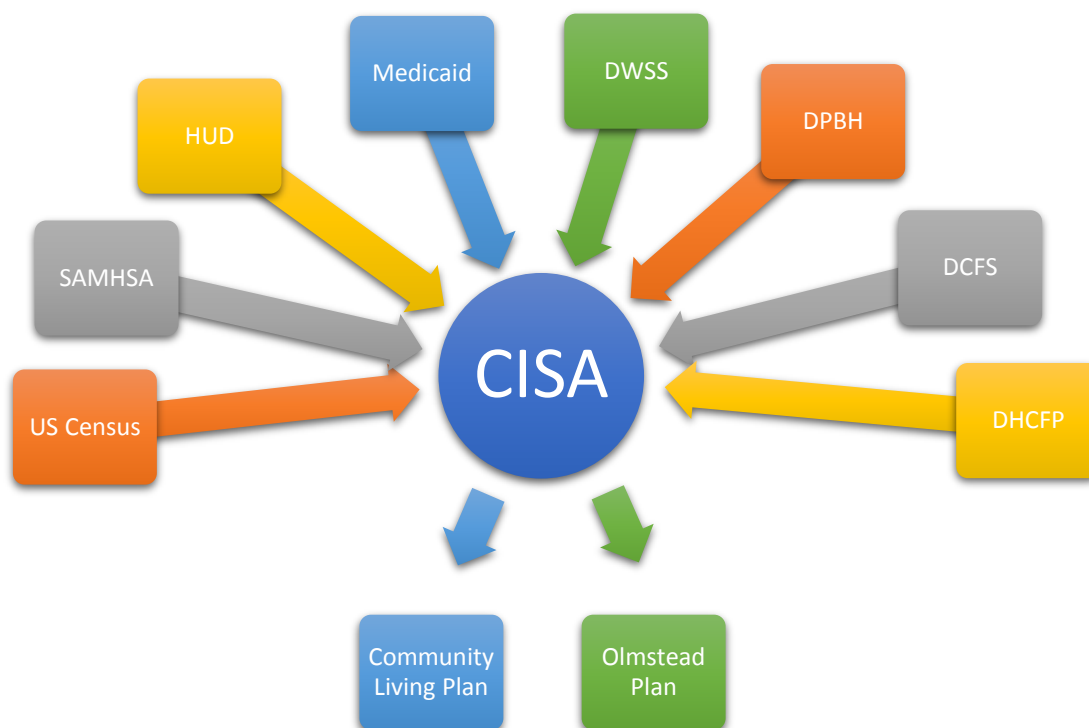 Medicaid
DWSS
HUD
DPBH
SAMHSA
DCFS
US Census
CISA
DHCFP
Community
Living Plan
Olmstead
Plan